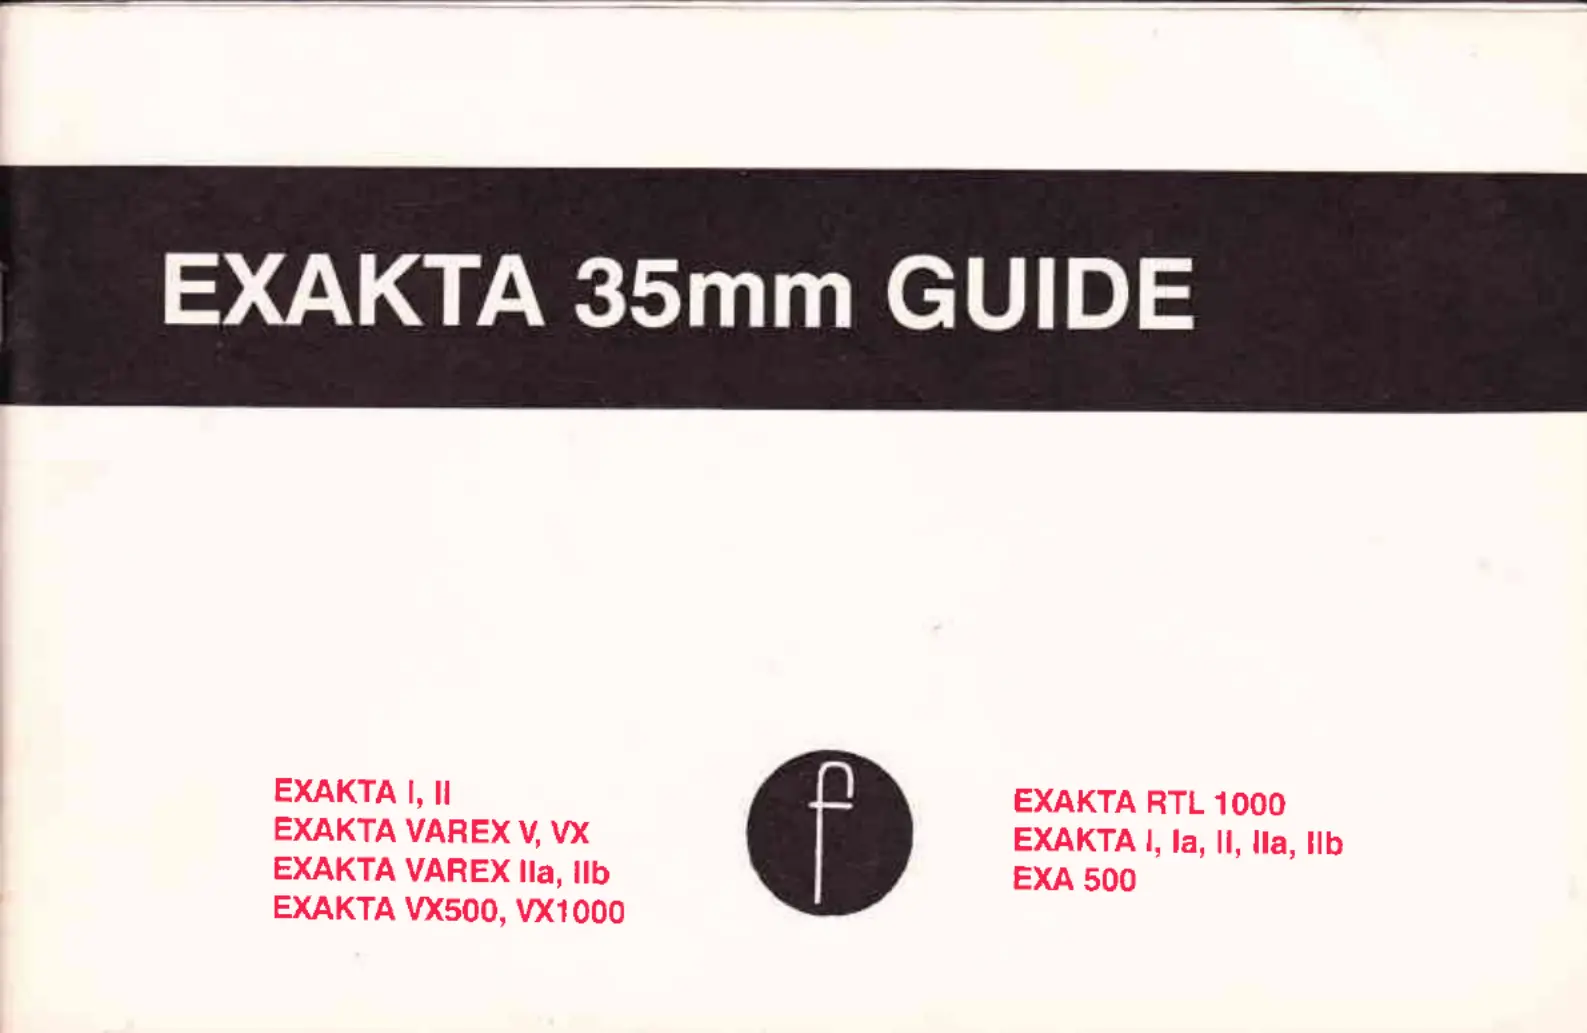 EXAKTA 35mm GUIDE
EXAKTA I, II
EXAKTA VAREX V, VX
EXAKTA VAREX IIa, IIb
EXAKTA VX500, VX1000
f
EXAKTA RTL 1000
EXAKTA I, Ia, II, IIa, IIb
EXA 500